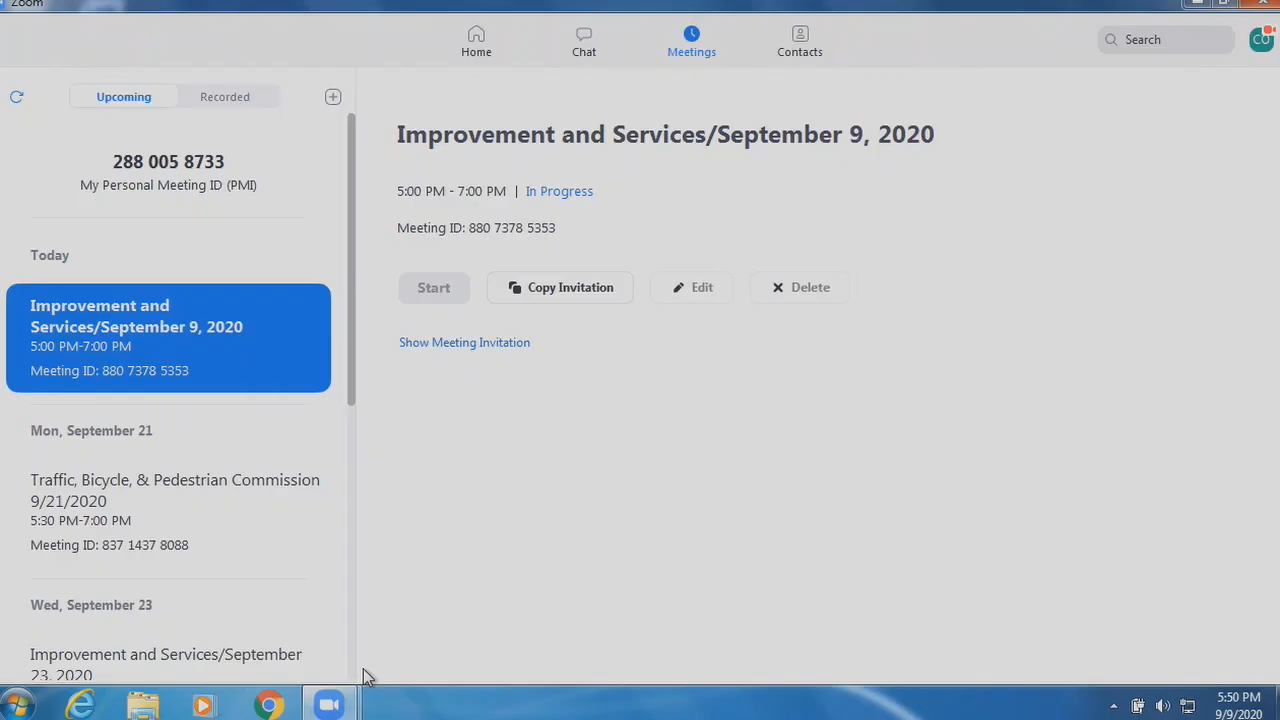 Zoom
Home
Chat
Meetings
Contacts
Search
CO
Upcoming
Recorded
288 005 8733
My Personal Meeting ID (PMI)
Today
Improvement and
Services/September 9, 2020
5:00 PM-7:00 PM
Meeting ID: 880 7378 5353
Mon, September 21
Traffic, Bicycle, & Pedestrian Commission
9/21/2020
5:30 PM-7:00 PM
Meeting ID: 837 1437 8088
Wed, September 23
Improvement and Services/September
23, 2020
Improvement and Services/September 9, 2020
5:00 PM - 7:00 PM | In Progress
Meeting ID: 880 7378 5353
Start
Copy Invitation
Edit
Delete
Show Meeting Invitation
5:50 PM
9/9/2020